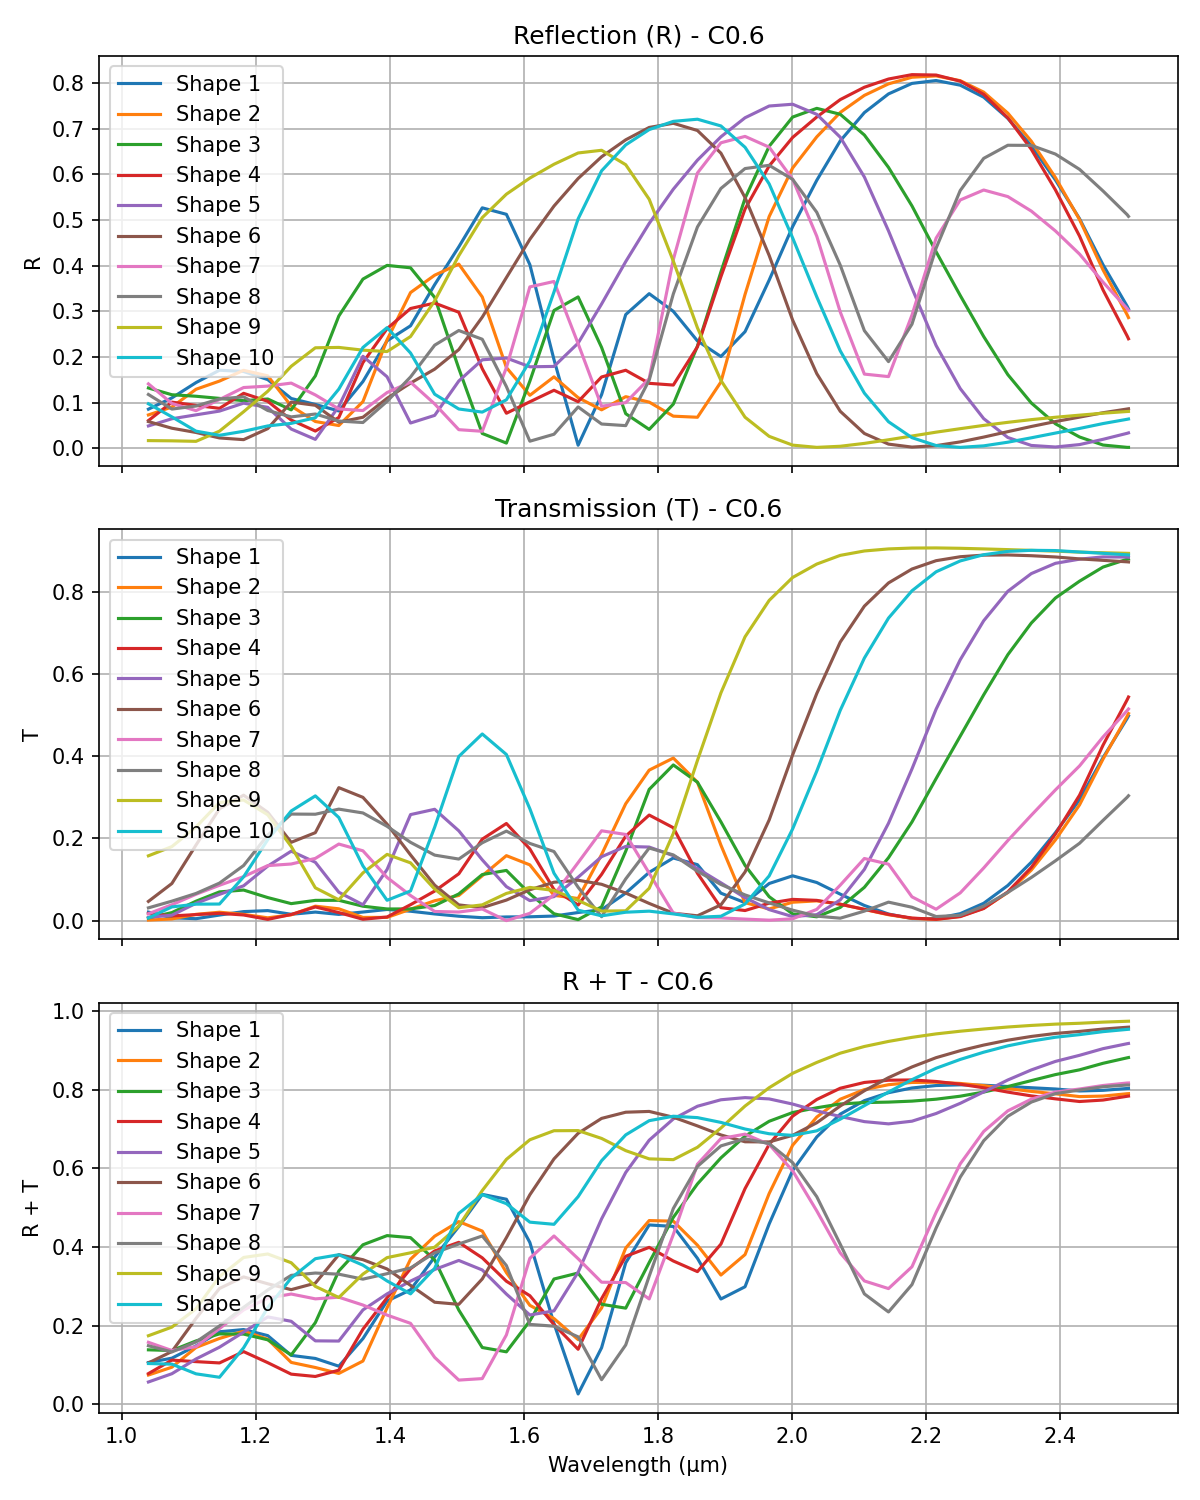 Reflection (R) - C0.6
R
0.8
0.7
0.6
0.5
0.4
0.3
0.2
0.1
0.0
Shape 1
Shape 2
Shape 3
Shape 4
Shape 5
Shape 6
Shape 7
Shape 8
Shape 9
Shape 10
Transmission (T) - C0.6
T
0.8
0.6
0.4
0.2
0.0
Shape 1
Shape 2
Shape 3
Shape 4
Shape 5
Shape 6
Shape 7
Shape 8
Shape 9
Shape 10
R + T - C0.6
R + T
1.0
0.8
0.6
0.4
0.2
0.0
Shape 1
Shape 2
Shape 3
Shape 4
Shape 5
Shape 6
Shape 7
Shape 8
Shape 9
Shape 10
1.0 1.2 1.4 1.6 1.8 2.0 2.2 2.4
Wavelength (μm)